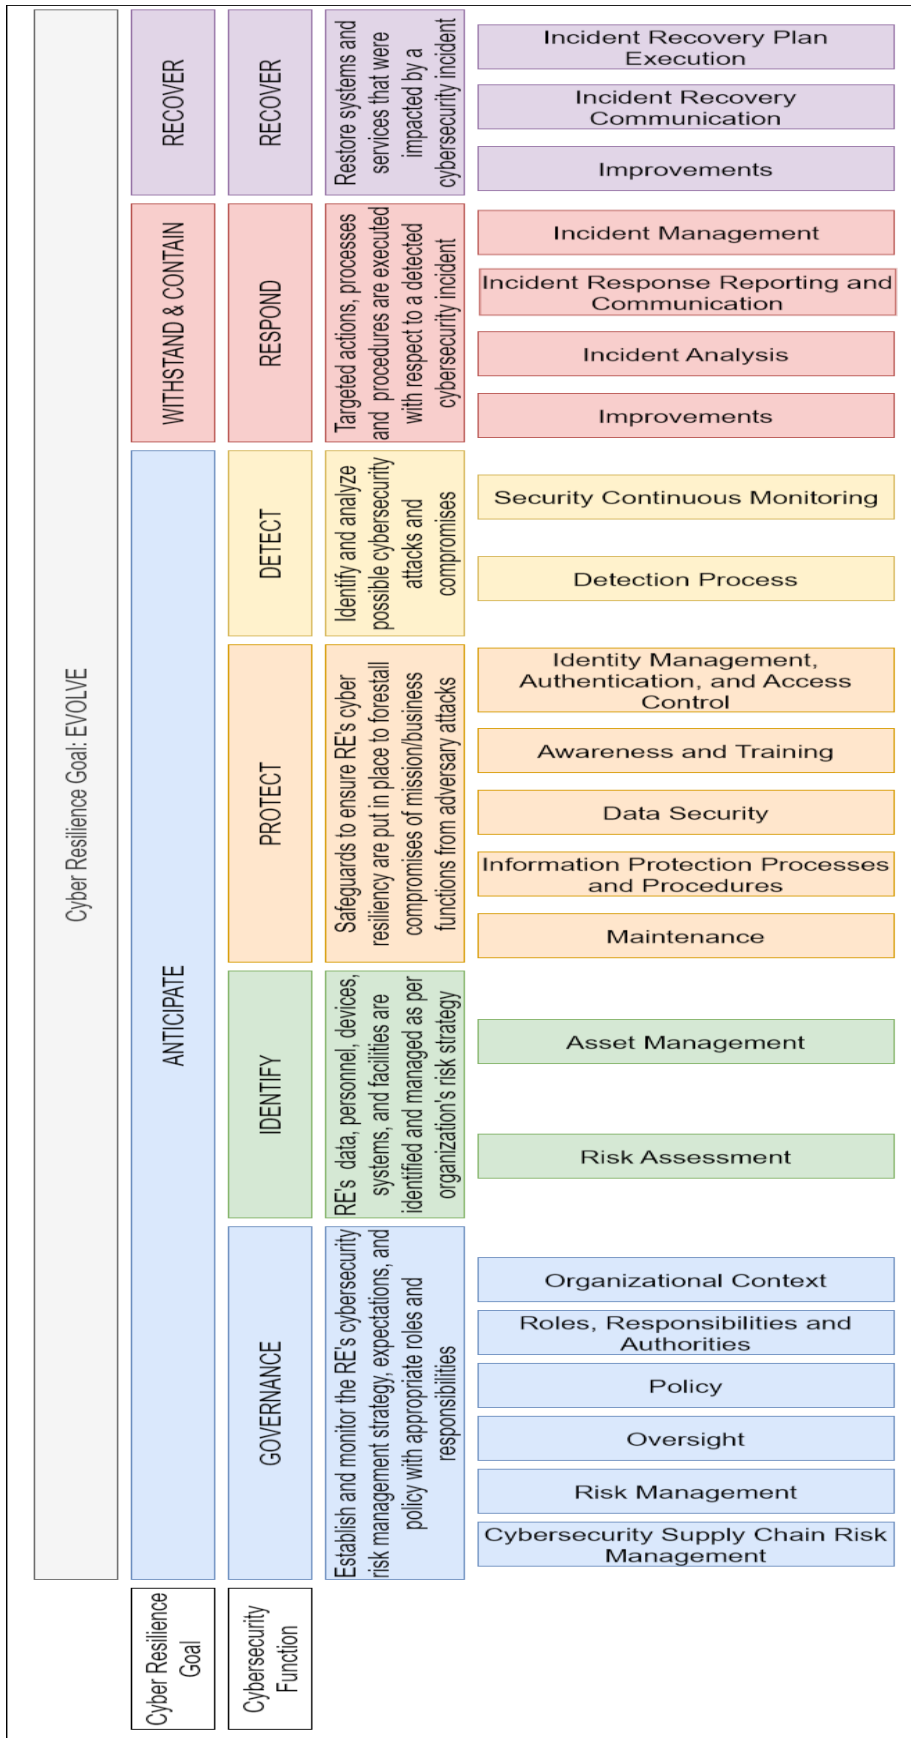 Cyber Resilience Goal: EVOLVE
Cyber Resilience
Goal
ANTICIPATE
WITHSTAND & CONTAIN
RECOVER
Cybersecurity
Function
GOVERNANCE
IDENTIFY
PROTECT
DETECT
RESPOND
RECOVER
Establish and monitor the RE's cybersecurity
risk management strategy, expectations, and
policy with appropriate roles and
responsibilities
RE's data, personnel, devices,
systems, and facilities are
identified and managed as per
organization's risk strategy
Safeguards to ensure RE's cyber
resiliency are put in place to forestall
compromises of mission/business
functions from adversary attacks
Identify and analyze
possible cybersecurity
attacks and
compromises
Targeted actions, processes
and procedures are executed
with respect to a detected
cybersecurity incident
Restore systems and
services that were
impacted by a
cybersecurity incident
Incident Recovery Plan
Execution
Incident Recovery
Communication
Improvements
Incident Management
Incident Response Reporting and
Communication
Incident Analysis
Improvements
Security Continuous Monitoring
Detection Process
Identity Management,
Authentication, and Access
Control
Awareness and Training
Data Security
Information Protection Processes
and Procedures
Maintenance
Asset Management
Risk Assessment
Organizational Context
Roles, Responsibilities and
Authorities
Policy
Oversight
Risk Management
Cybersecurity Supply Chain Risk
Management